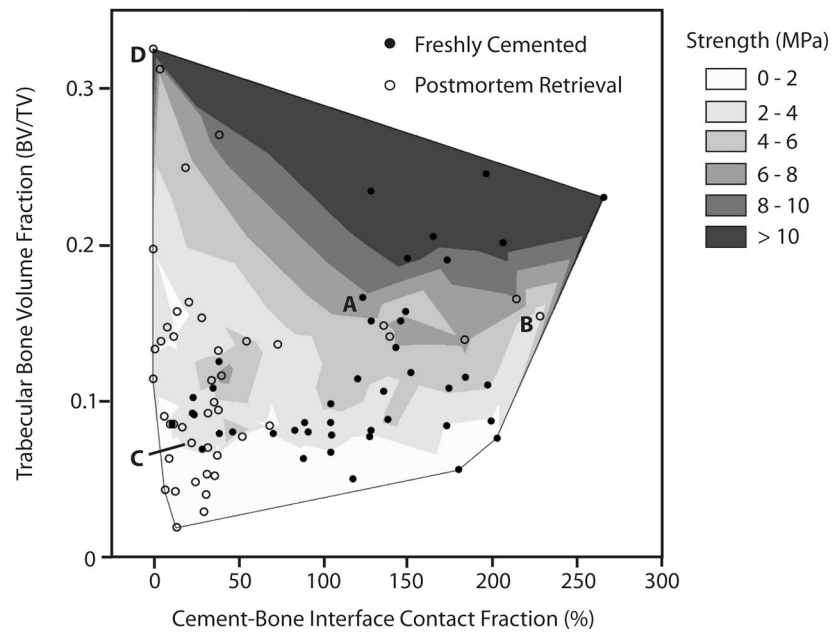 Trabecular Bone Volume Fraction (BV/TV)
0.3
0.2
0.1
0
D
A
B
C
Freshly Cemented
Postmortem Retrieval
0
50
100
150
200
250
300
Cement-Bone Interface Contact Fraction (%)
Strength (MPa)
0 - 2
2 - 4
4 - 6
6 - 8
8 - 10
> 10